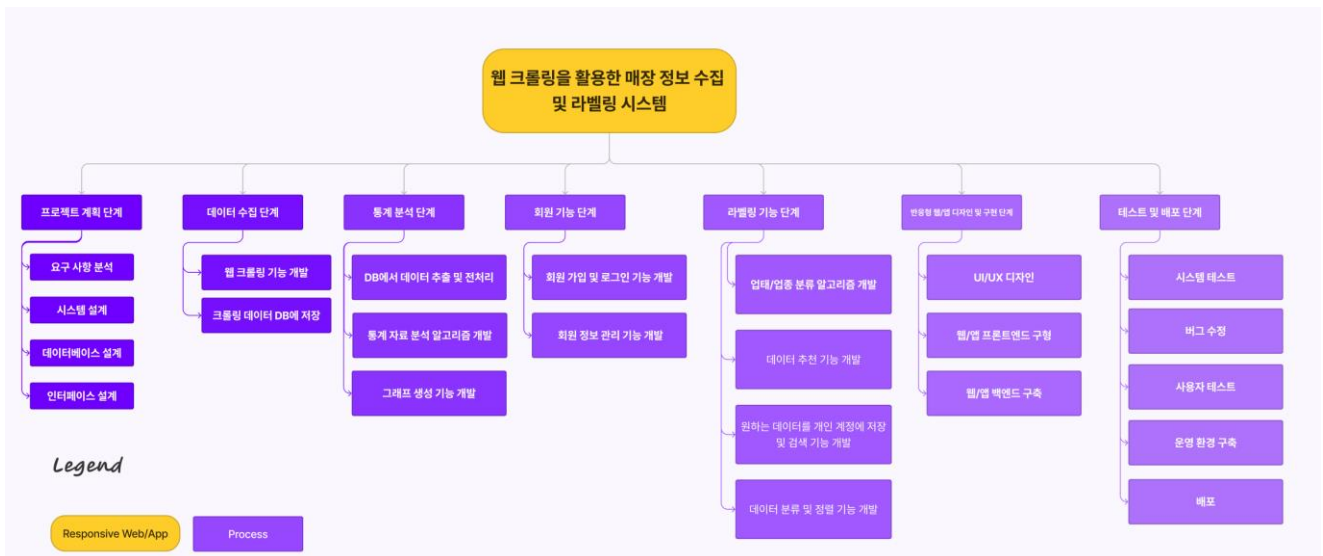 웹 크롤링을 활용한 매장 정보 수집
및 라벨링 시스템
프로젝트 계획 단계
요구 사항 분석
시스템 설계
데이터베이스 설계
인터페이스 설계
데이터 수집 단계
웹 크롤링 기능 개발
크롤링 데이터 DB에 저장
통계 분석 단계
DB에서 데이터 추출 및 전처리
통계 자료 분석 알고리즘 개발
그래프 생성 기능 개발
회원 기능 단계
회원 가입 및 로그인 기능 개발
회원 정보 관리 기능 개발
라벨링 기능 단계
업태/업종 분류 알고리즘 개발
데이터 추천 기능 개발
원하는 데이터를 개인 계정에 저장
및 검색 기능 개발
데이터 분류 및 정렬 기능 개발
반응형 웹/앱 디자인 및 구현 단계
UI/UX 디자인
웹/앱 프론트엔드 구형
웹/앱 백엔드 구축
테스트 및 배포 단계
시스템 테스트
버그 수정
사용자 테스트
운영 환경 구축
배포
Legend
Responsive Web/App
Process